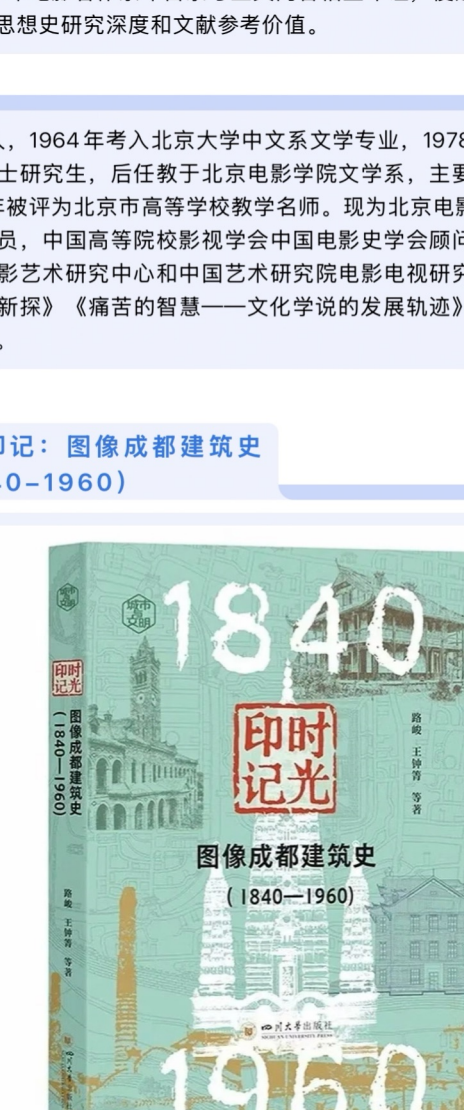 思想史研究深度和文献参考价值。
人，1964年考入北京大学中文系文学专业，1978
士研究生，后任教于北京电影学院文学系，主要
年被评为北京市高等学校教学名师。现为北京电影
员，中国高等院校影视学会中国电影史学会顾问
影艺术研究中心和中国艺术研究院电影电视研究
新探》《痛苦的智慧——文化学说的发展轨迹》
。
印记：图像成都建筑史
40-1960）
城市与文明
1840
时光印记
路峻 王钟箐 等著
图像成都建筑史
（1840—1960）
四川大学出版社
SICHUAN UNIVERSITY PRESS
1960
时光印记
图像成都建筑史（1840—1960）
路峻 王钟箐 等著